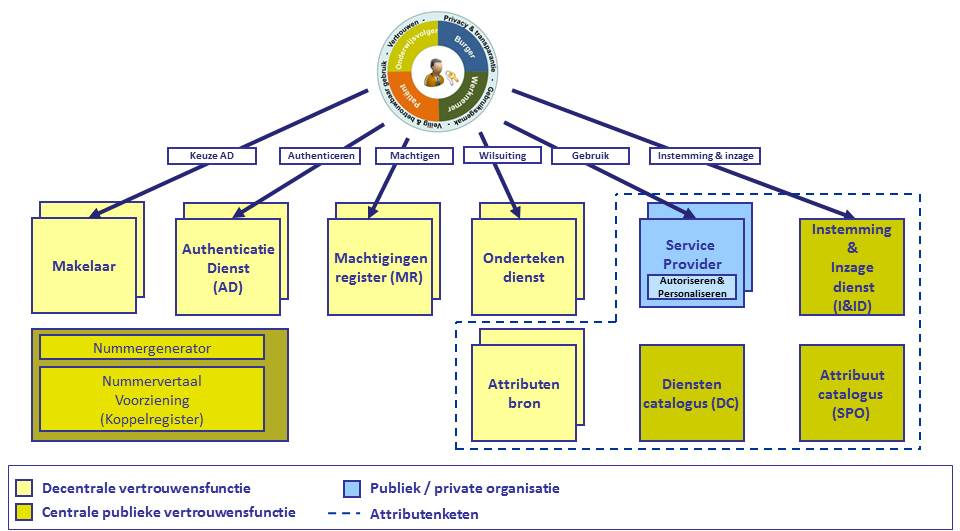 Vertrouwen
Privacy & transparantie
Gebruiksgemak
Veilig & betrouwbaar gebruik
Onderwijsvolger
Burger
Patiënt
Werknemer
Keuze AD
Authenticeren
Machtigen
Wilsuiting
Gebruik
Instemming & inzage
Makelaar
Authenticatie
Dienst
(AD)
Machtigingen
register (MR)
Onderteken
dienst
Service
Provider
Autoriseren &
Personaliseren
Instemming
&
Inzage
dienst
(I&ID)
Nummergenerator
Nummervertaal
Voorziening
(Koppelregister)
Attributen
bron
Diensten
catalogus (DC)
Attribuut
catalogus
(SPO)
Decentrale vertrouwensfunctie
Publiek / private organisatie
Centrale publieke vertrouwensfunctie
Attributenketen